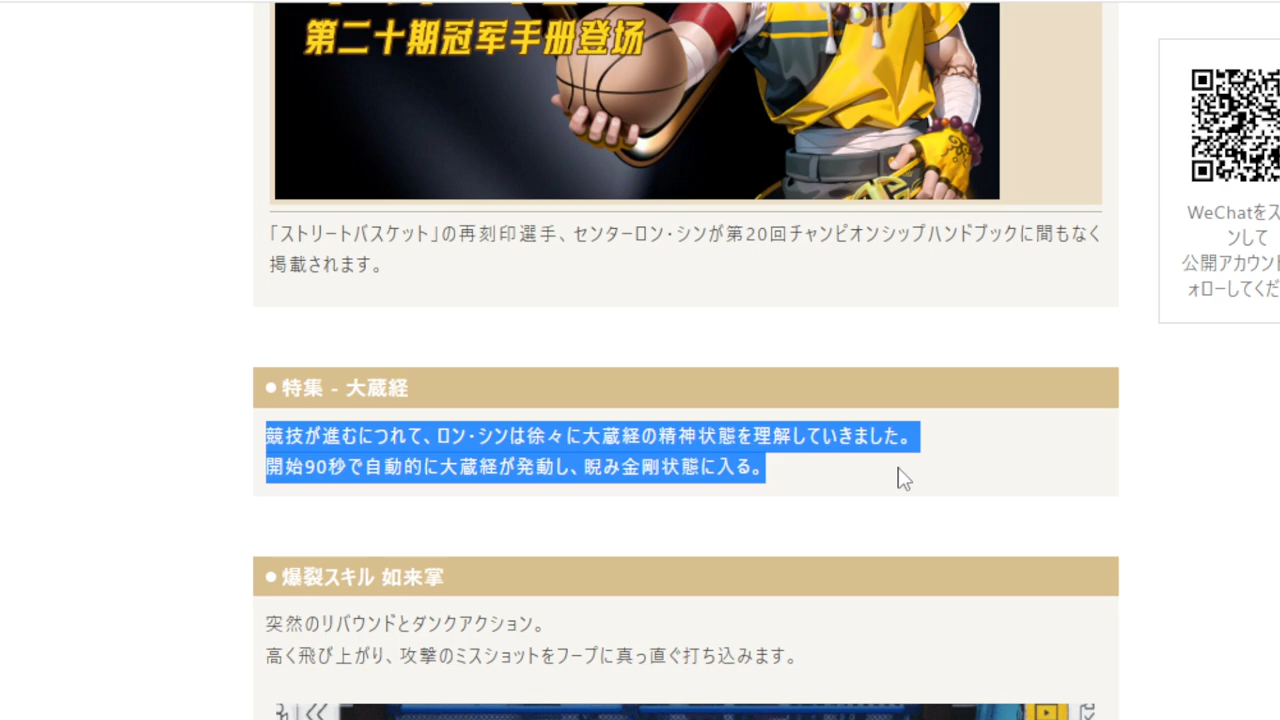 第二十期冠军手册登场
「ストリートバスケット」の再刻印選手、センターロン・シンが第20回チャンピオンシップハンドブックに間もなく
掲載されます。
WeChatをス
ンして
公開アカウント
ォローしてくだ
● 特集 - 大蔵経
競技が進むにつれて、ロン・シンは徐々に大蔵経の精神状態を理解していきました。
開始90秒で自動的に大蔵経が発動し、睨み金剛状態に入る。
● 爆裂スキル 如来掌
突然のリバウンドとダンクアクション。
高く飛び上がり、攻撃のミスショットをフープに真っ直ぐ打ち込みます。